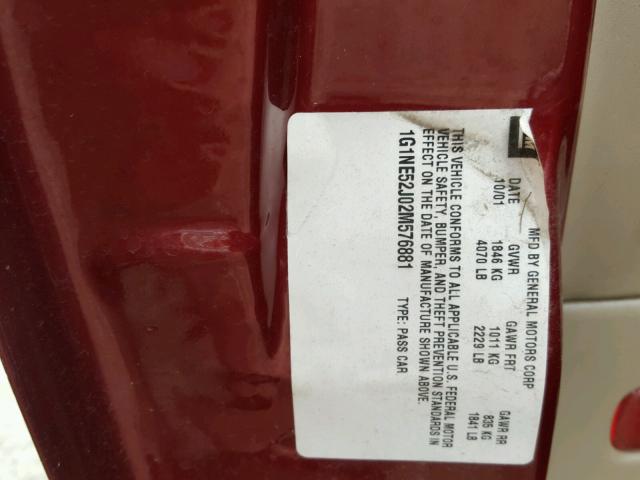 MFD BY GENERAL MOTORS CORP
DATE GVWR GAWR FRT GAWR RR
10/01 1846 KG 1011 KG 835 KG
4070 LB 2229 LB 1841 LB
THIS VEHICLE CONFORMS TO ALL APPLICABLE U.S. FEDERAL MOTOR
VEHICLE SAFETY, BUMPER, AND THEFT PREVENTION STANDARDS IN
EFFECT ON THE DATE OF MANUFACTURE SHOWN ABOVE.
1G1NE52J02M576881 TYPE: PASS CAR